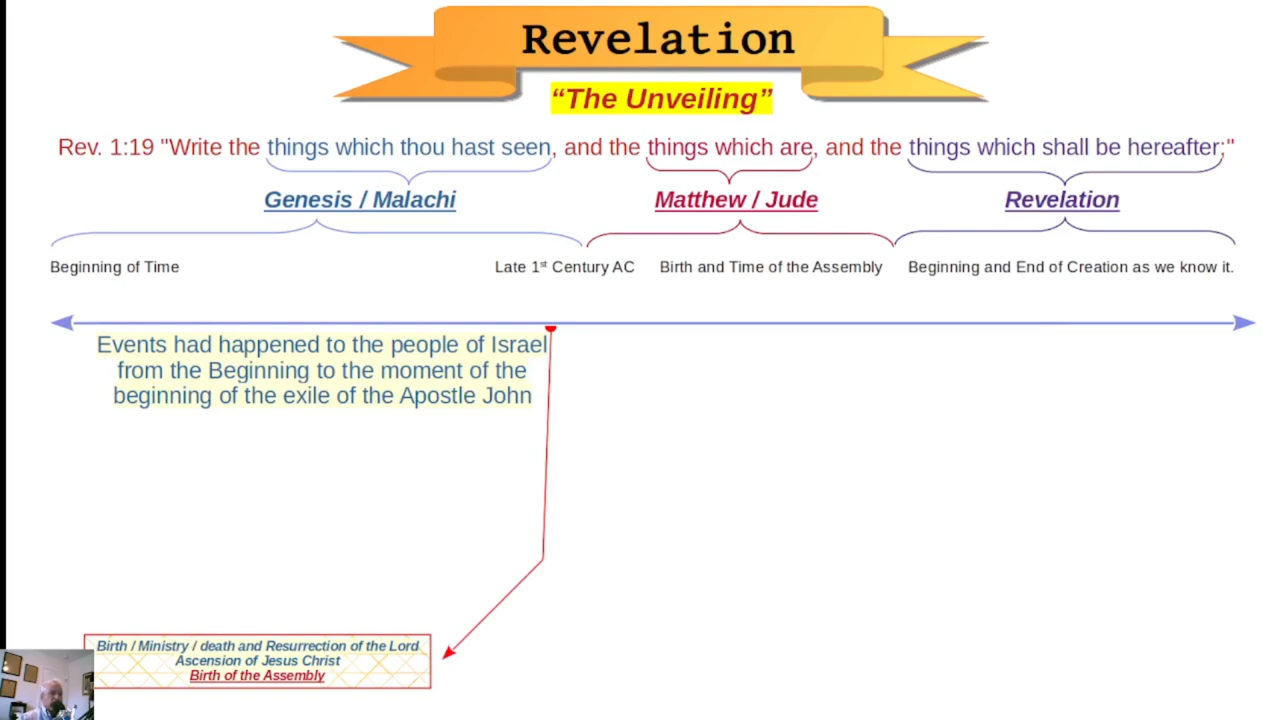 Revelation
“The Unveiling”
Rev. 1:19 "Write the things which thou hast seen, and the things which are, and the things which shall be hereafter;"
Genesis / Malachi Matthew / Jude Revelation
Beginning of Time Late 1st Century AC Birth and Time of the Assembly Beginning and End of Creation as we know it.
Events had happened to the people of Israel
from the Beginning to the moment of the
beginning of the exile of the Apostle John
Birth / Ministry / death and Resurrection of the Lord
Ascension of Jesus Christ
Birth of the Assembly